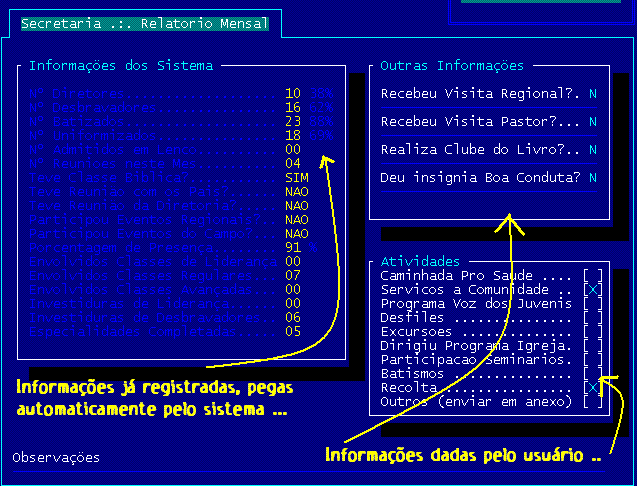 Secretaria .:. Relatorio Mensal
Informações dos Sistema
Nº Diretores................ 10 38%
Nº Desbravadores............ 16 62%
Nº Batizados................ 23 88%
Nº Uniformizados............ 18 69%
Nº Admitidos em Lenco....... 00
Nº Reunioes neste Mes....... 04
Teve Classe Biblica?........ SIM
Teve Reunião com os Pais?... NAO
Teve Reunião da Diretoria?.. NAO
Participou Eventos Regionais?.. NAO
Participou Eventos do Campo?.. NAO
Porcentagem de Presença..... 91 %
Envolvidos Classes de Liderança 00
Envolvidos Classes Regulares 07
Envolvidos Classes Avançadas 00
Investiduras de Liderança... 00
Investiduras de Desbravadores.. 06
Especialidades Completadas.. 05
Outras Informações
Recebeu Visita Regional?. N
Recebeu Visita Pastor?... N
Realiza Clube do Livro?.. N
Deu insignia Boa Conduta? N
Atividades
Caminhada Pro Saude .... [ ]
Servicos a Comunidade .. [X]
Programa Voz dos Juvenis [ ]
Desfiles ............... [ ]
Excursoes .............. [ ]
Dirigiu Programa Igreja. [ ]
Participacao Seminarios. [ ]
Batismos ............... [ ]
Recolta ................ [X]
Outros (enviar em anexo) [ ]
Informações já registradas, pegas
automaticamente pelo sistema ...
Informações dadas pelo usuário ..
Observações